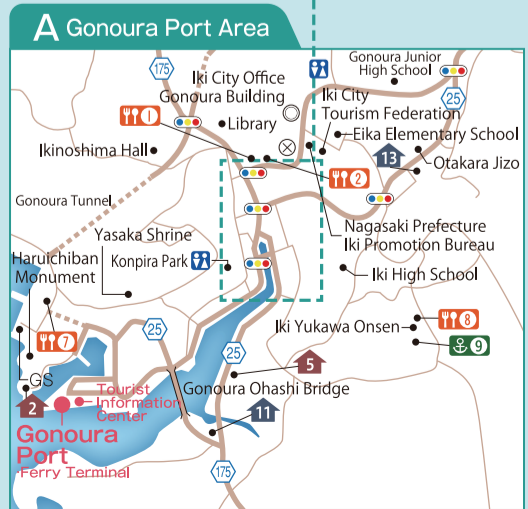 A Gonoura Port Area
175
Iki City Office
Gonoura Building
Gonoura Junior
High School
25
1
Library
Iki City
Tourism Federation
Eika Elementary School
Ikinoshima Hall
13
Otakara Jizo
2
Gonoura Tunnel
Nagasaki Prefecture
Iki Promotion Bureau
Yasaka Shrine
Haruichiban
Monument
Konpira Park
Iki High School
7
25
Iki Yukawa Onsen
8
9
25
5
GS
2
Tourist
Information
Center
Gonoura Ohashi Bridge
11
Gonoura
Port
Ferry Terminal
175